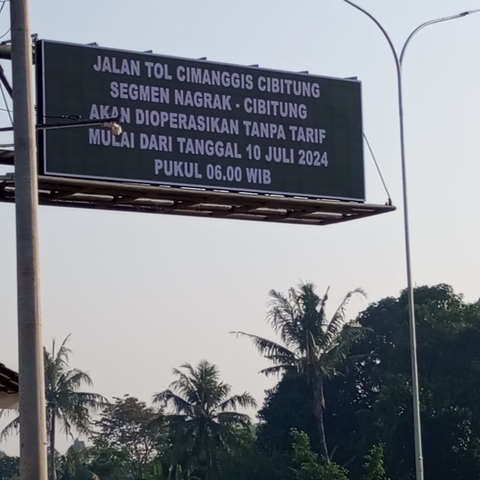 JALAN TOL CIMANGGIS CIBITUNG
SEGMEN NAGRAK - CIBITUNG
AKAN DIOPERASIKAN TANPA TARIF
MULAI DARI TANGGAL 10 JULI 2024
PUKUL 06.00 WIB